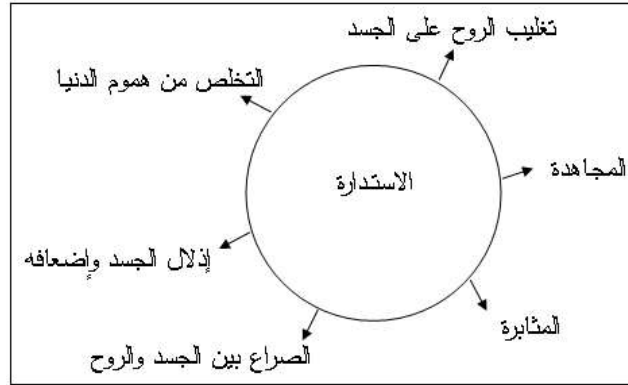 تغليب الروح على الجسد
التخلص من هموم الدنيا
المجاهدة
الاستدارة
إذلال الجسد وإضعافه
المثابرة
الصراع بين الجسد والروح